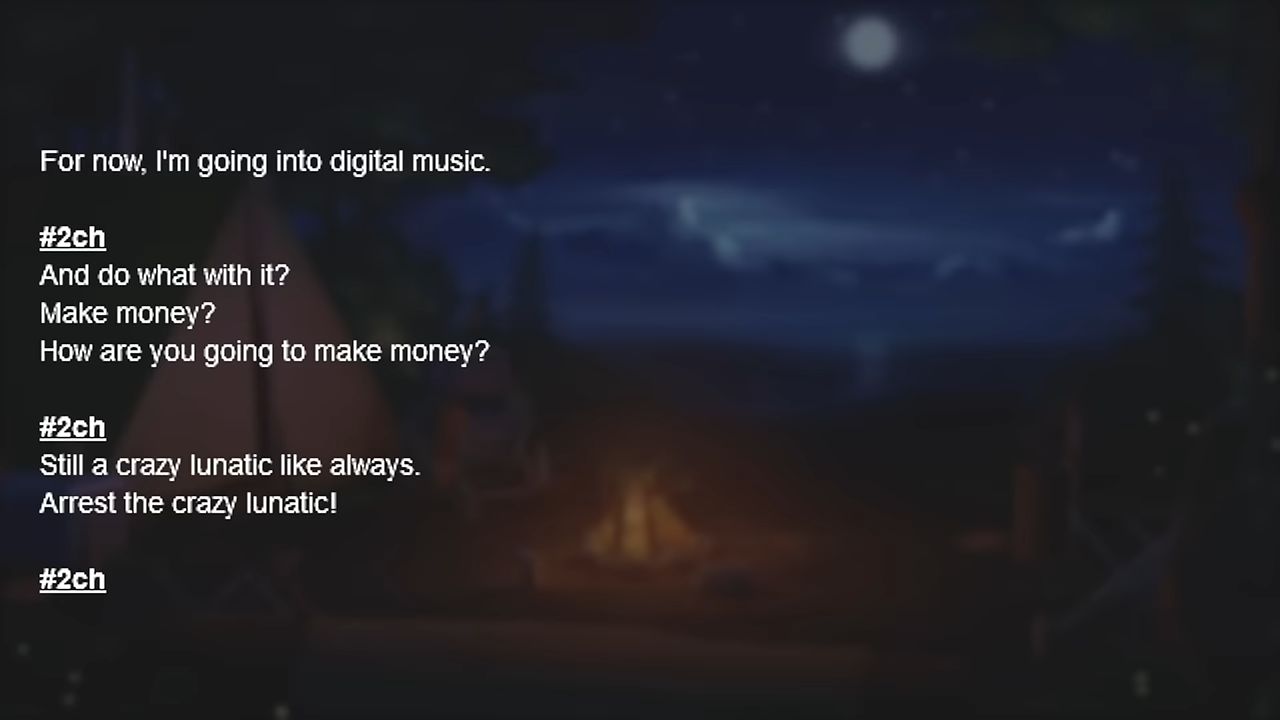 For now, I'm going into digital music.
#2ch
And do what with it?
Make money?
How are you going to make money?
#2ch
Still a crazy lunatic like always.
Arrest the crazy lunatic!
#2ch